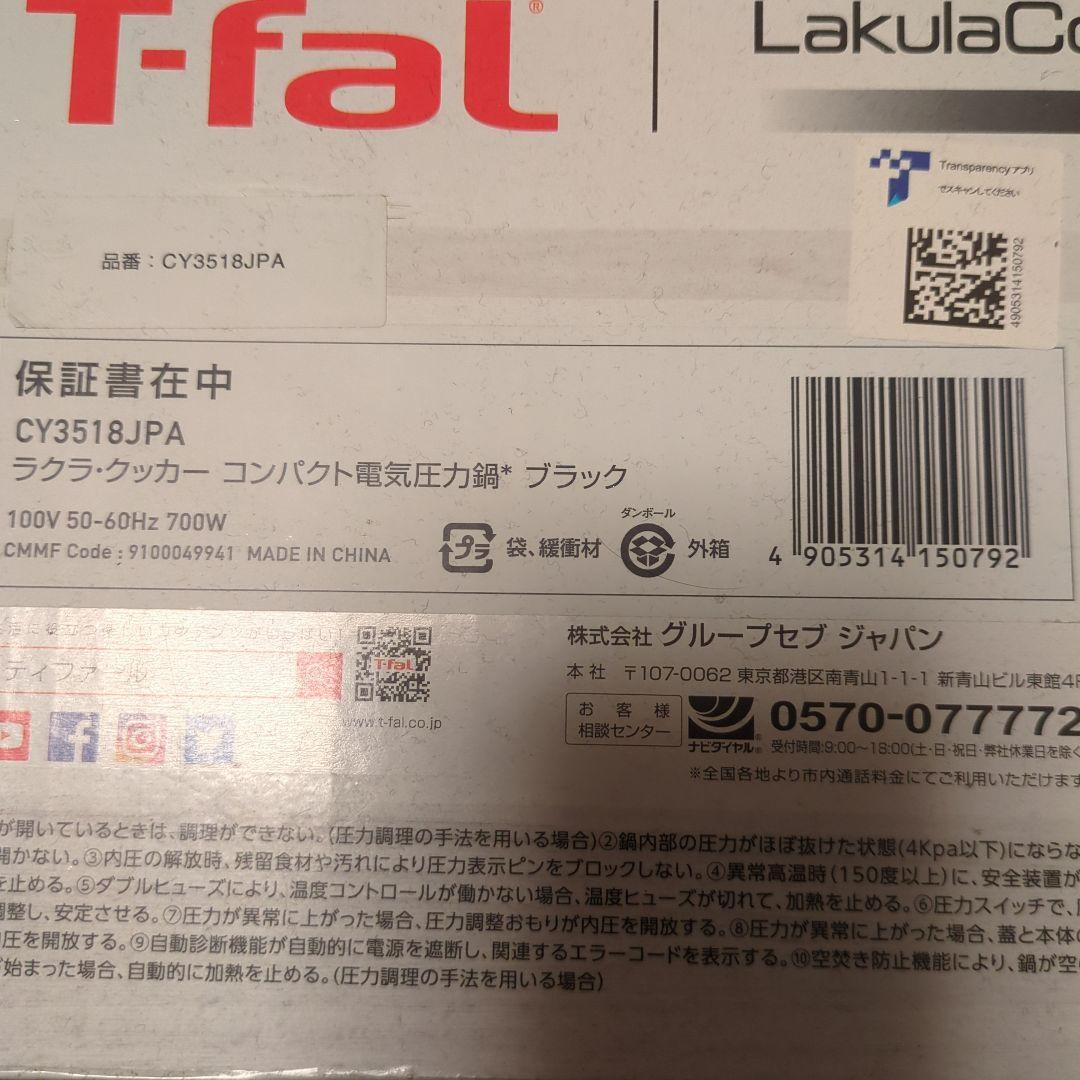 T-fal®
LakulaCo
Transparencyアプリ
でスキャンしてください
4905314150792
品番：CY3518JPA
保証書在中
CY3518JPA
ラクラ・クッカー コンパクト電気圧力鍋* ブラック
100V 50-60Hz 700W
CMMF Code : 9100049941 MADE IN CHINA
プラ 袋、緩衝材
ダンボール
外箱
4 905314 150792
ティファール
T-fal
www.t-fal.co.jp
株式会社 グループセブ ジャパン
本社 〒107-0062 東京都港区南青山1-1-1 新青山ビル東館4F
お客様
相談センター
ナビダイヤル®
0570-077772
受付時間:9:00〜18:00(土・日・祝日・弊社休業日を除く
※全国各地より市内通話料金にてご利用いただけます
が開いているときは、調理ができない。(圧力調理の手法を用いる場合)②鍋内部の圧力がほぼ抜けた状態(4Kpa以下)にならな
開かない。③内圧の解放時、残留食材や汚れにより圧力表示ピンをブロックしない。④異常高温時(150度以上)に、安全装置が
を止める。⑤ダブルヒューズにより、温度コントロールが働かない場合、温度ヒューズが切れて、加熱を止める。⑥圧力スイッチで、
調整し、安定させる。⑦圧力が異常に上がった場合、圧力調整おもりが内圧を開放する。⑧圧力が異常に上がった場合、蓋と本体の
圧を開放する。⑨自動診断機能が自動的に電源を遮断し、関連するエラーコードを表示する。⑩空焚き防止機能により、鍋が空
始まった場合、自動的に加熱を止める。(圧力調理の手法を用いる場合)